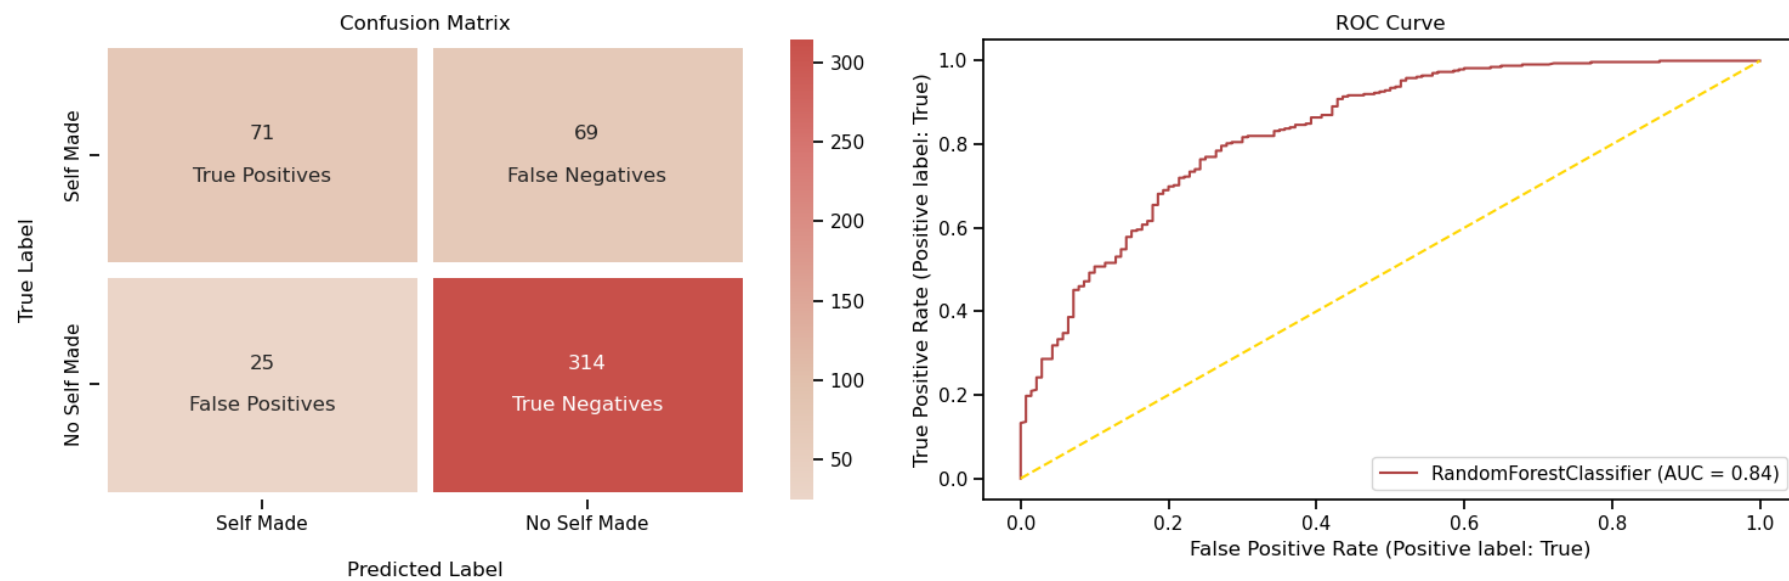 Confusion Matrix
True Label
Self Made
No Self Made
71
True Positives
69
False Negatives
25
False Positives
314
True Negatives
Self Made
No Self Made
Predicted Label
300
250
200
150
100
50
ROC Curve
True Positive Rate (Positive label: True)
1.0
0.8
0.6
0.4
0.2
0.0
RandomForestClassifier (AUC = 0.84)
0.0 0.2 0.4 0.6 0.8 1.0
False Positive Rate (Positive label: True)